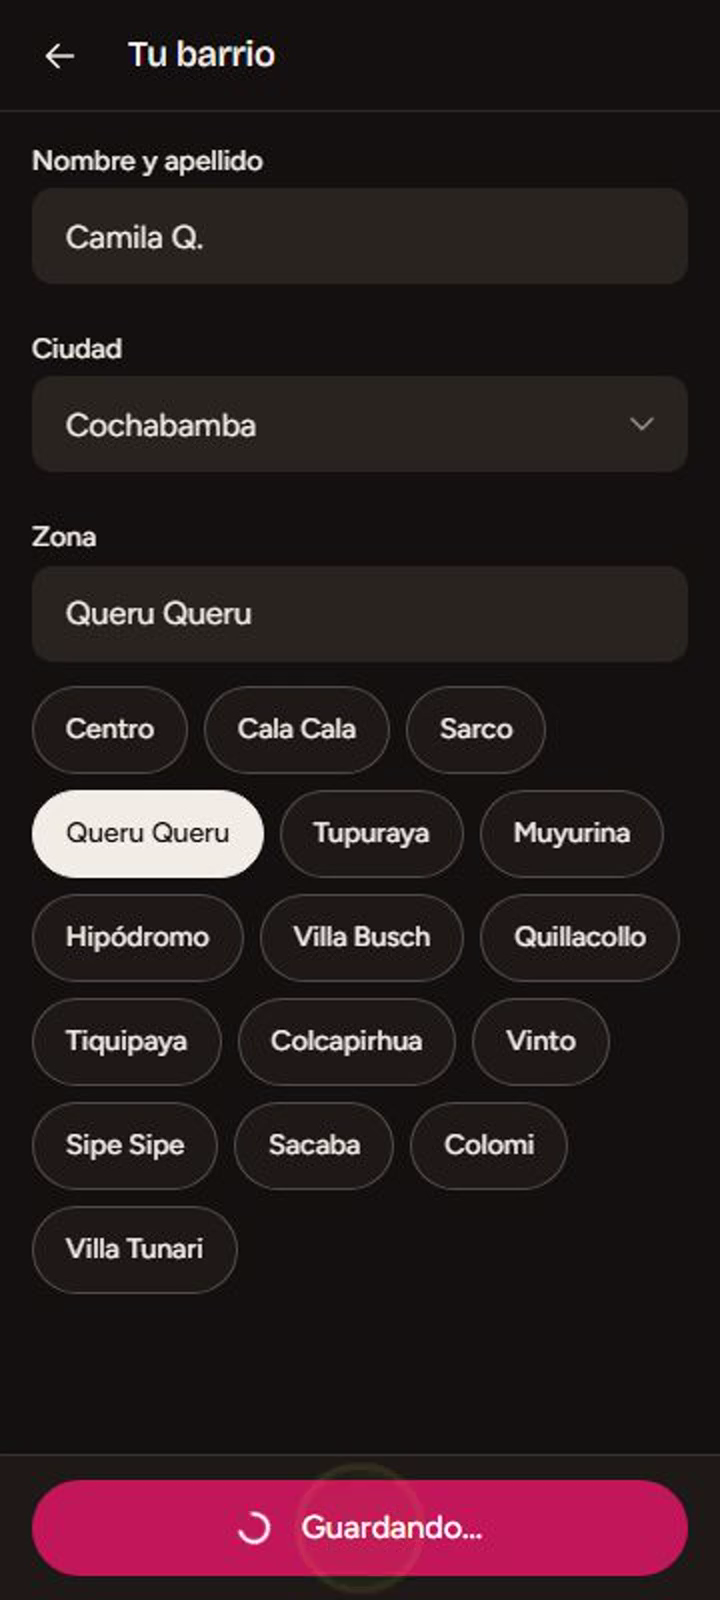 Tu barrio
Nombre y apellido
Camila Q.
Ciudad
Cochabamba
Zona
Queru Queru
Centro Cala Cala Sarco
Queru Queru Tupuraya Muyurina
Hipódromo Villa Busch Quillacollo
Tiquipaya Colcapirhua Vinto
Sipe Sipe Sacaba Colomi
Villa Tunari
Guardando...